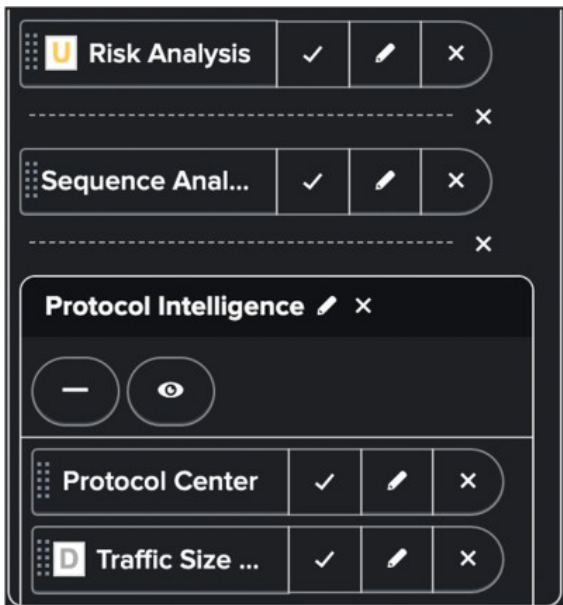 U Risk Analysis
Sequence Anal...
Protocol Intelligence
Protocol Center
D Traffic Size ...